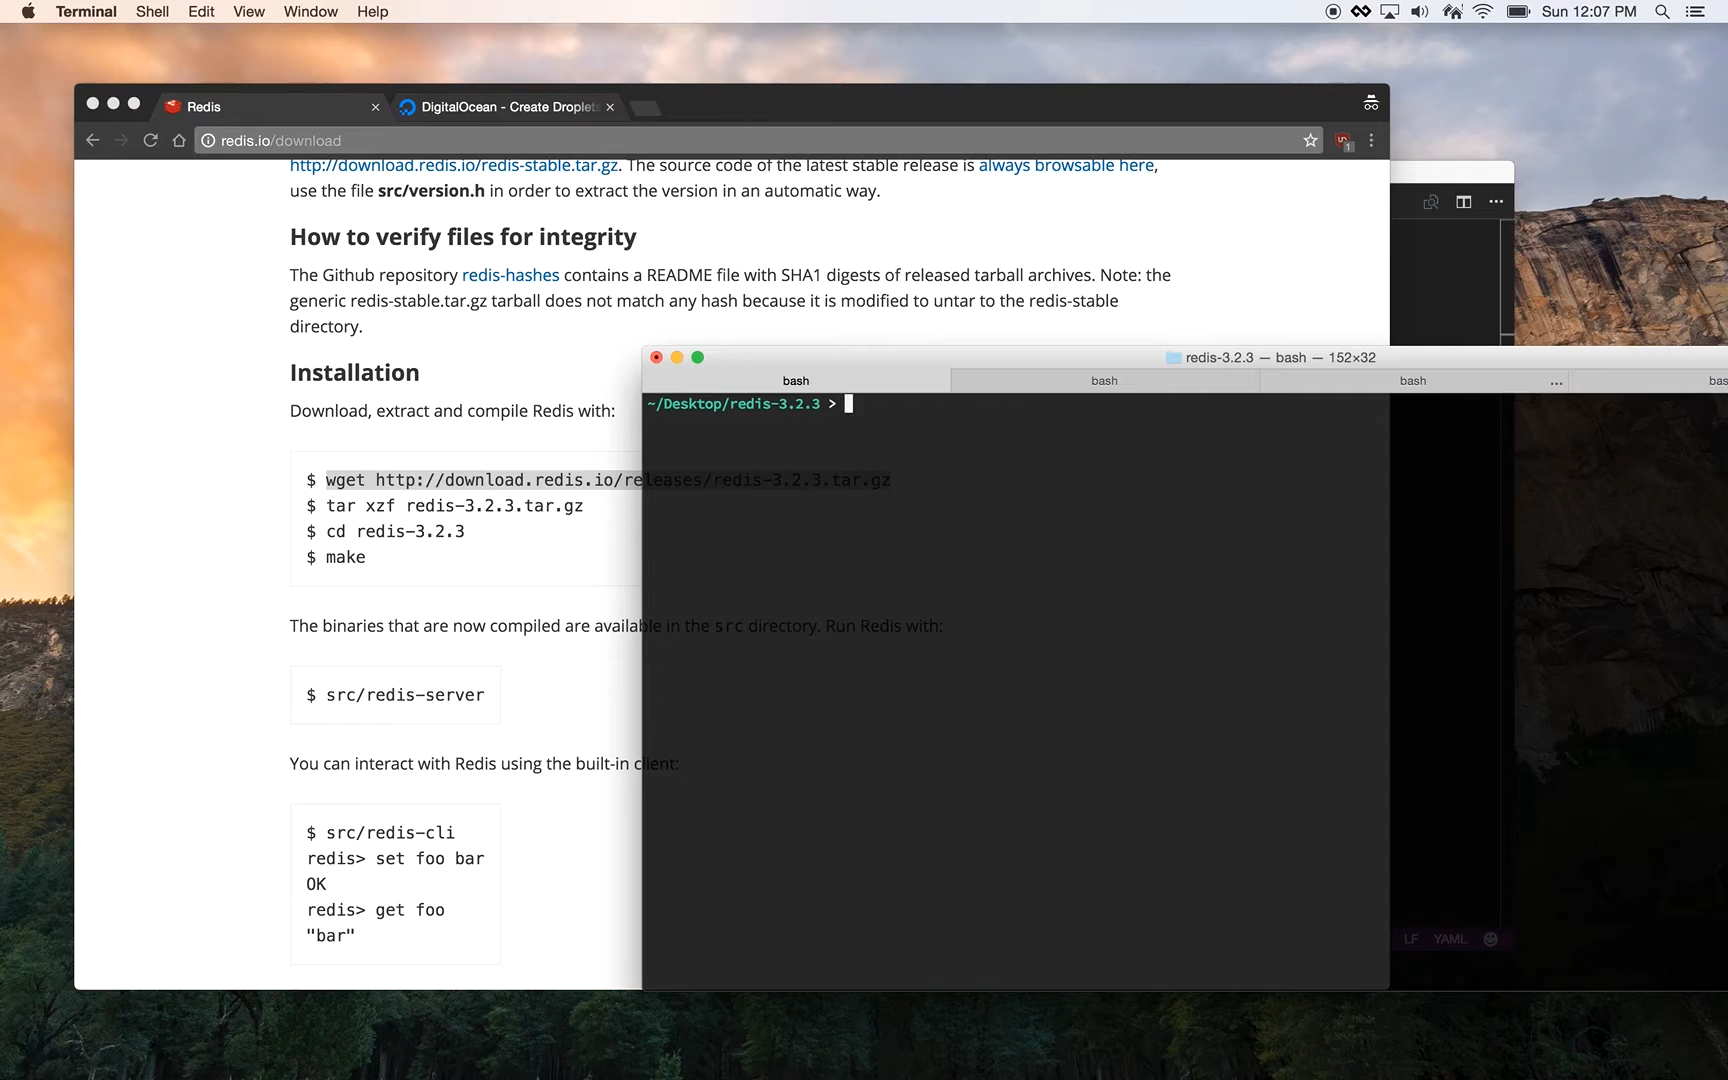 Terminal Shell Edit View Window Help Sun 12:07 PM
Redis DigitalOcean - Create Droplets
redis.io/download
http://download.redis.io/redis-stable.tar.gz. The source code of the latest stable release is always browsable here,
use the file src/version.h in order to extract the version in an automatic way.
How to verify files for integrity
The Github repository redis-hashes contains a README file with SHA1 digests of released tarball archives. Note: the
generic redis-stable.tar.gz tarball does not match any hash because it is modified to untar to the redis-stable
directory.
Installation
Download, extract and compile Redis with:
$ wget http://download.redis.io/releases/redis-3.2.3.tar.gz
$ tar xzf redis-3.2.3.tar.gz
$ cd redis-3.2.3
$ make
The binaries that are now compiled are available in the src directory. Run Redis with:
$ src/redis-server
You can interact with Redis using the built-in client:
$ src/redis-cli
redis> set foo bar
OK
redis> get foo
"bar"
redis-3.2.3 — bash — 152×32
bash bash bash ... bas
~/Desktop/redis-3.2.3 >
LF YAML
1